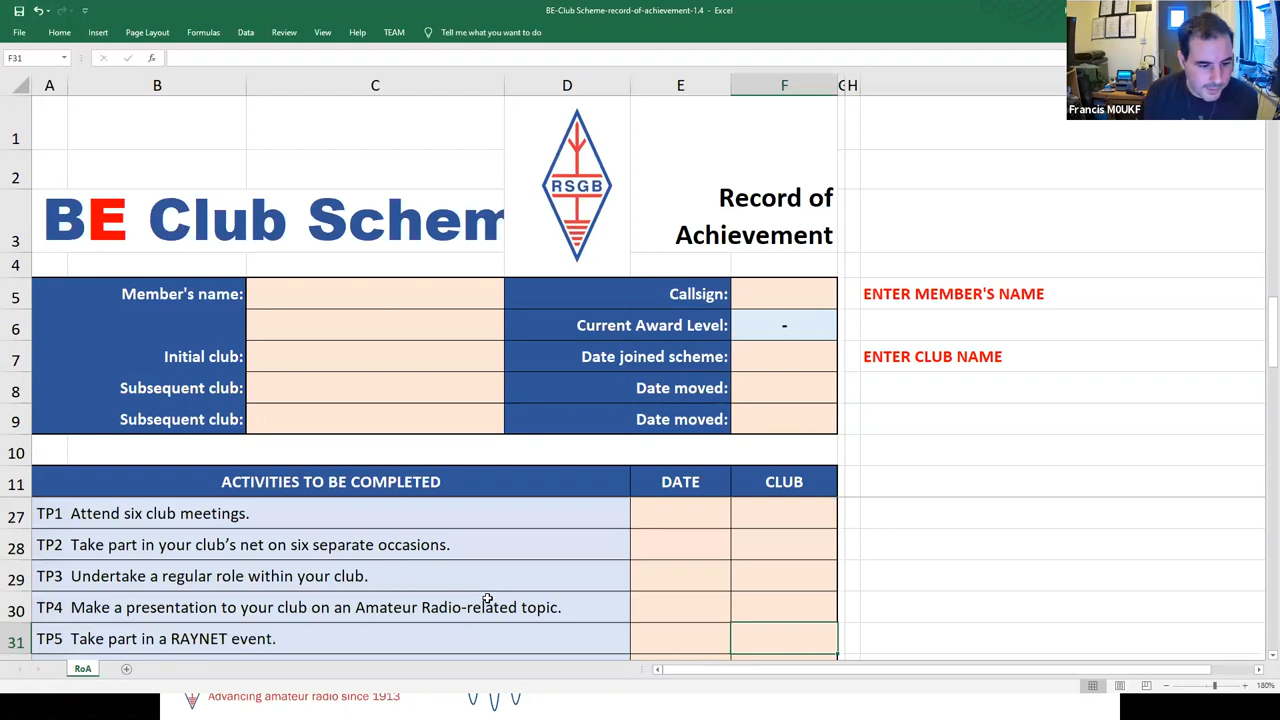 BE-Club Scheme-record-of-achievement-1.4 - Excel
File Home Insert Page Layout Formulas Data Review View Help TEAM Tell me what you want to do
F31 fx
A B C D E F G H
Francis M0UKF
1
RSGB
2
Record of
Achievement
BE Club Schem
3
4
5 Member's name: Callsign: ENTER MEMBER'S NAME
6 Current Award Level: -
7 Initial club: Date joined scheme: ENTER CLUB NAME
8 Subsequent club: Date moved:
9 Subsequent club: Date moved:
10
11 ACTIVITIES TO BE COMPLETED DATE CLUB
27 TP1 Attend six club meetings.
28 TP2 Take part in your club’s net on six separate occasions.
29 TP3 Undertake a regular role within your club.
30 TP4 Make a presentation to your club on an Amateur Radio-related topic.
31 TP5 Take part in a RAYNET event.
RoA
180%
Advancing amateur radio since 1913